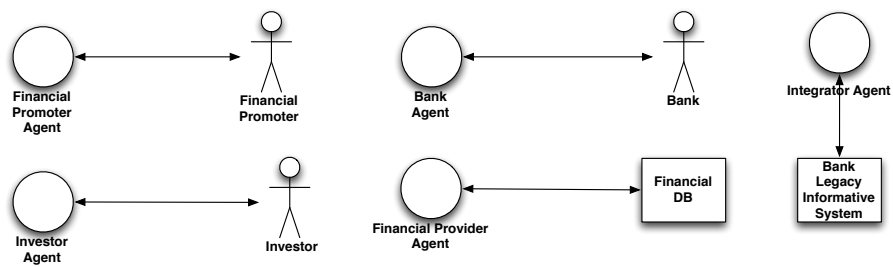 Financial
Promoter
Agent
Financial
Promoter
Bank
Agent
Bank
Integrator Agent
Bank
Legacy
Informative
System
Investor
Agent
Investor
Financial Provider
Agent
Financial
DB